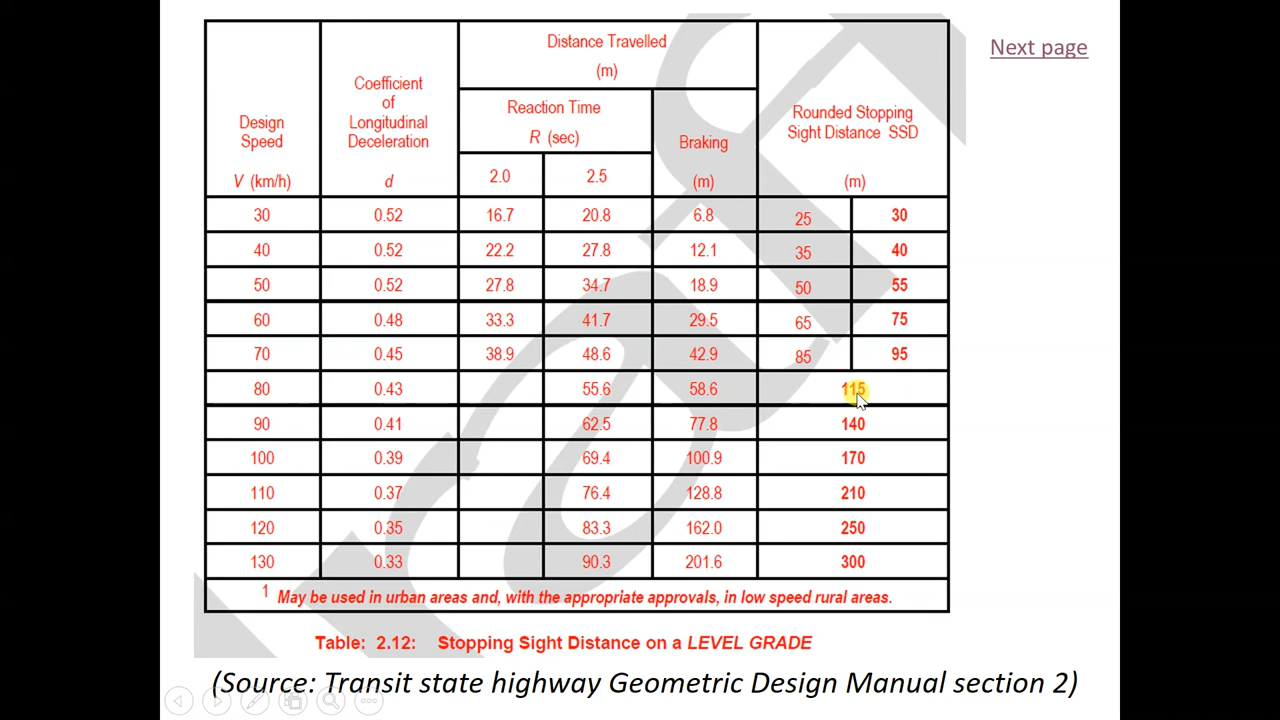 Next page
Distance Travelled
(m)
Coefficient
of
Longitudinal
Deceleration
d
Design
Speed
V (km/h)
Reaction Time
R (sec)
2.0 2.5
Braking
(m)
Rounded Stopping
Sight Distance SSD
(m)
30 0.52 16.7 20.8 6.8 25 30
40 0.52 22.2 27.8 12.1 35 40
50 0.52 27.8 34.7 18.9 50 55
60 0.48 33.3 41.7 29.5 65 75
70 0.45 38.9 48.6 42.9 85 95
80 0.43 55.6 58.6 115
90 0.41 62.5 77.8 140
100 0.39 69.4 100.9 170
110 0.37 76.4 128.8 210
120 0.35 83.3 162.0 250
130 0.33 90.3 201.6 300
1 May be used in urban areas and, with the appropriate approvals, in low speed rural areas.
Table: 2.12: Stopping Sight Distance on a LEVEL GRADE
(Source: Transit state highway Geometric Design Manual section 2)